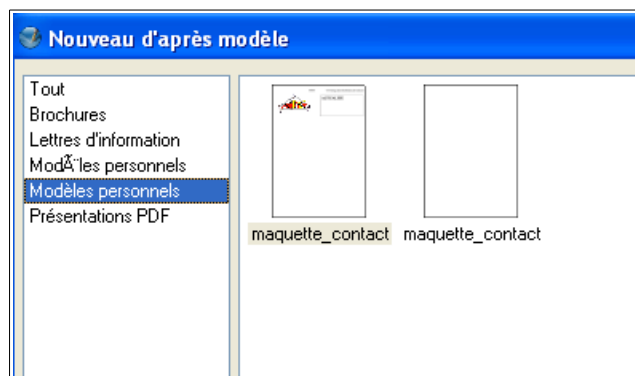 Nouveau d'après modèle
Tout
Brochures
Lettres d'information
ModÃ¨les personnels
Modèles personnels
Présentations PDF
maquette_contact maquette_contact